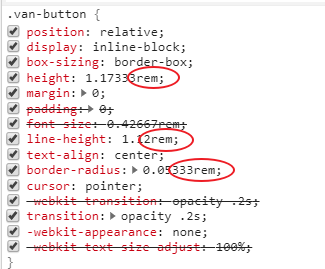 .van-button {
position: relative;
display: inline-block;
box-sizing: border-box;
height: 1.17333rem;
margin: 0;
padding: 0;
font-size: 0.42667rem;
line-height: 1.12rem;
text-align: center;
border-radius: 0.05333rem;
cursor: pointer;
-webkit-transition: opacity .2s;
transition: opacity .2s;
-webkit-appearance: none;
-webkit-text-size-adjust: 100%;
}